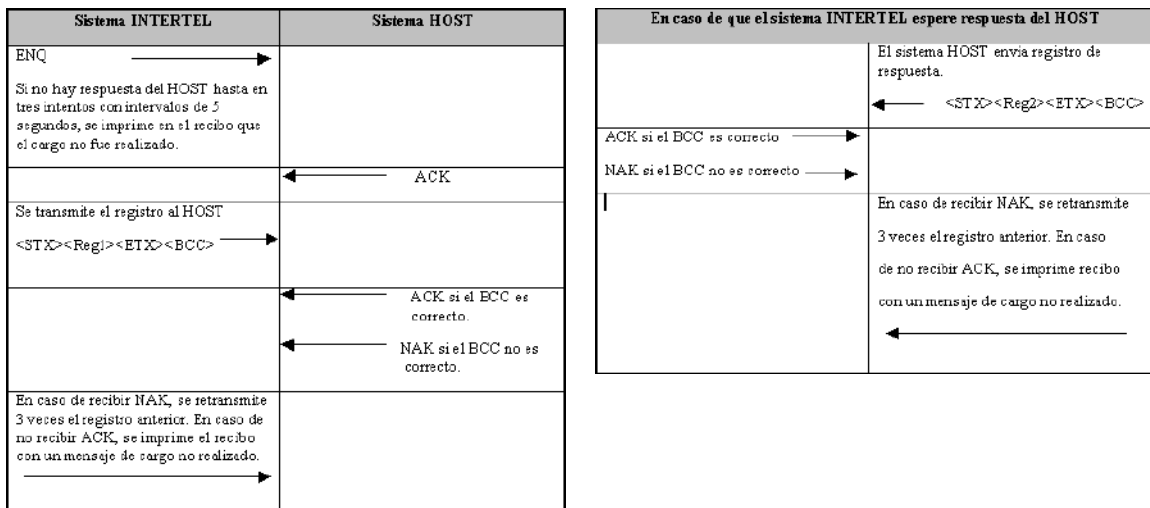 Sistema INTERTEL
Sistema HOST
ENQ
Si no hay respuesta del HOST hasta en
tres intentos con intervalos de 5
segundos, se imprime en el recibo que
el cargo no fue realizado.
ACK
Se transmite el registro al HOST
<STX><Reg1><ETX><BCC>
ACK si el BCC es
correcto.
NAK si el BCC no es
correcto.
En caso de recibir NAK, se retransmite
3 veces el registro anterior. En caso de
no recibir ACK, se imprime el recibo
con un mensaje de cargo no realizado.
En caso de que el sistema INTERTEL espere respuesta del HOST
El sistema HOST envia registro de
respuesta.
<STX><Reg2><ETX><BCC>
ACK si el BCC es correcto
NAK si el BCC no es correcto
En caso de recibir NAK, se retransmite
3 veces el registro anterior. En caso
de no recibir ACK, se imprime recibo
con un mensaje de cargo no realizado.